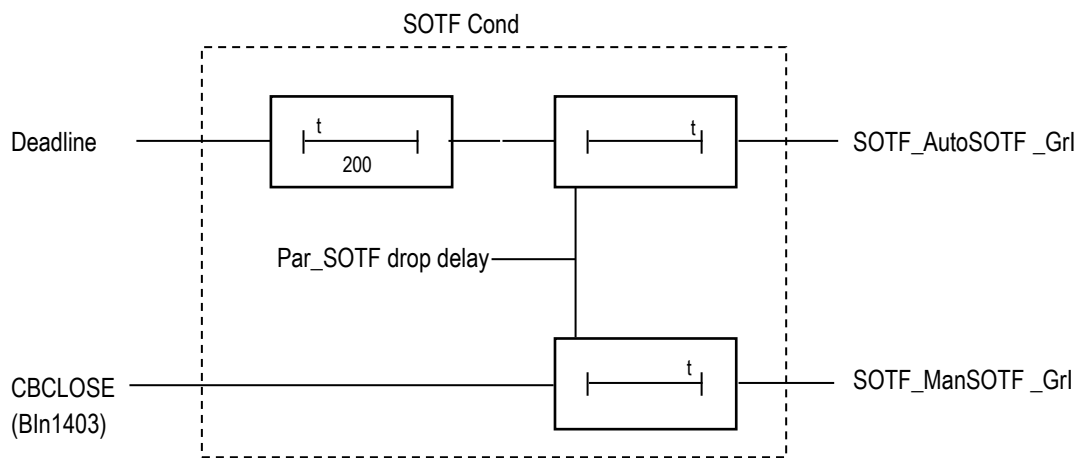 SOTF Cond
Deadline
t
200
t
SOTF_AutoSOTF _GrI
Par_SOTF drop delay
CBCLOSE
(BIn1403)
t
SOTF_ManSOTF _GrI